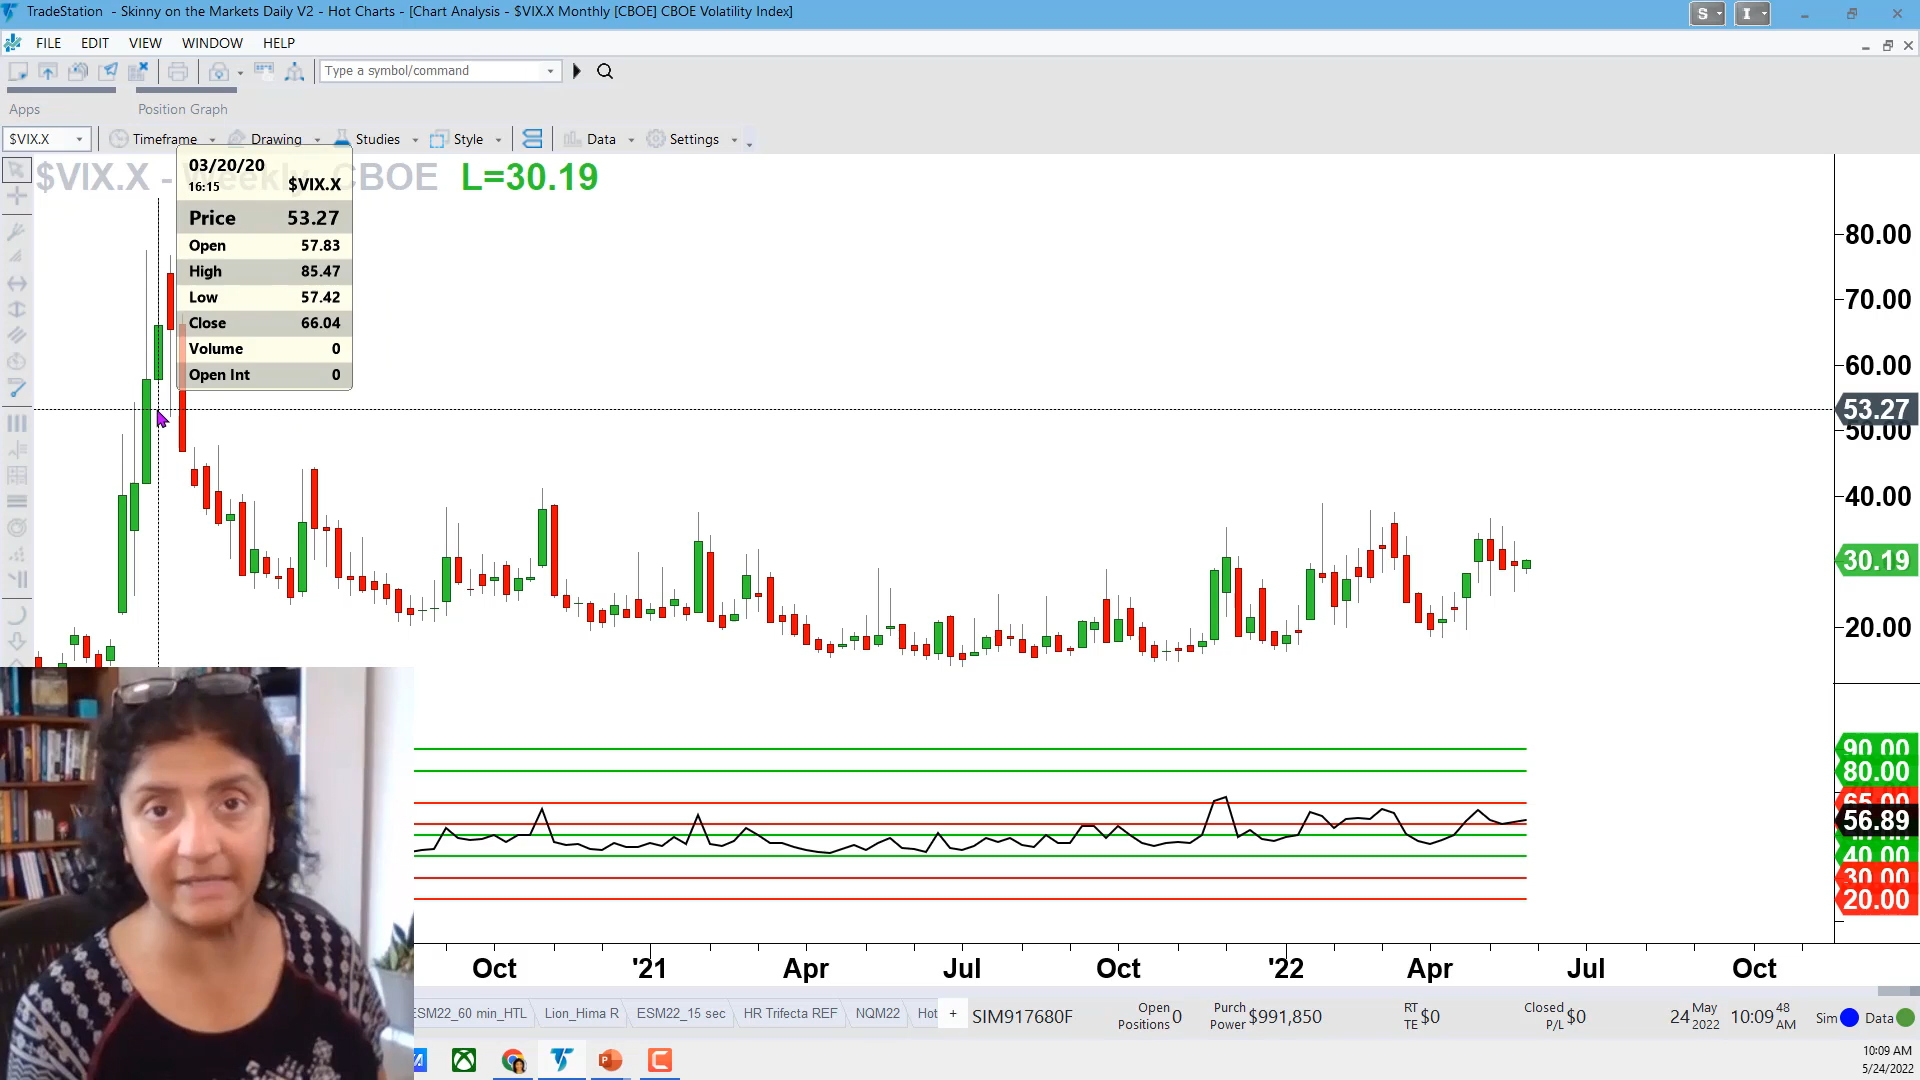 TradeStation - Skinny on the Markets Daily V2 - Hot Charts - [Chart Analysis - $VIX.X Monthly [CBOE] CBOE Volatility Index]
S
I
FILE EDIT VIEW WINDOW HELP
Type a symbol/command
Apps
Position Graph
$VIX.X
Timeframe
Drawing
Studies
Style
Data
Settings
$VIX.X - Weekly CBOE L=30.19
03/20/20
16:15 $VIX.X
Price 53.27
Open 57.83
High 85.47
Low 57.42
Close 66.04
Volume 0
Open Int 0
80.00
70.00
60.00
53.27
50.00
40.00
30.19
20.00
90.00
80.00
65.00
56.89
40.00
30.00
20.00
Oct '21 Apr Jul Oct '22 Apr Jul Oct
ESM22_60 min_HTL
Lion_Hima R
ESM22_15 sec
HR Trifecta REF
NQM22
Hot
+
SIM917680F
Open Positions 0
Purch Power $991,850
RT TE $0
Closed P/L $0
24 May 2022
10:09 48 AM
Sim
Data
10:09 AM
5/24/2022